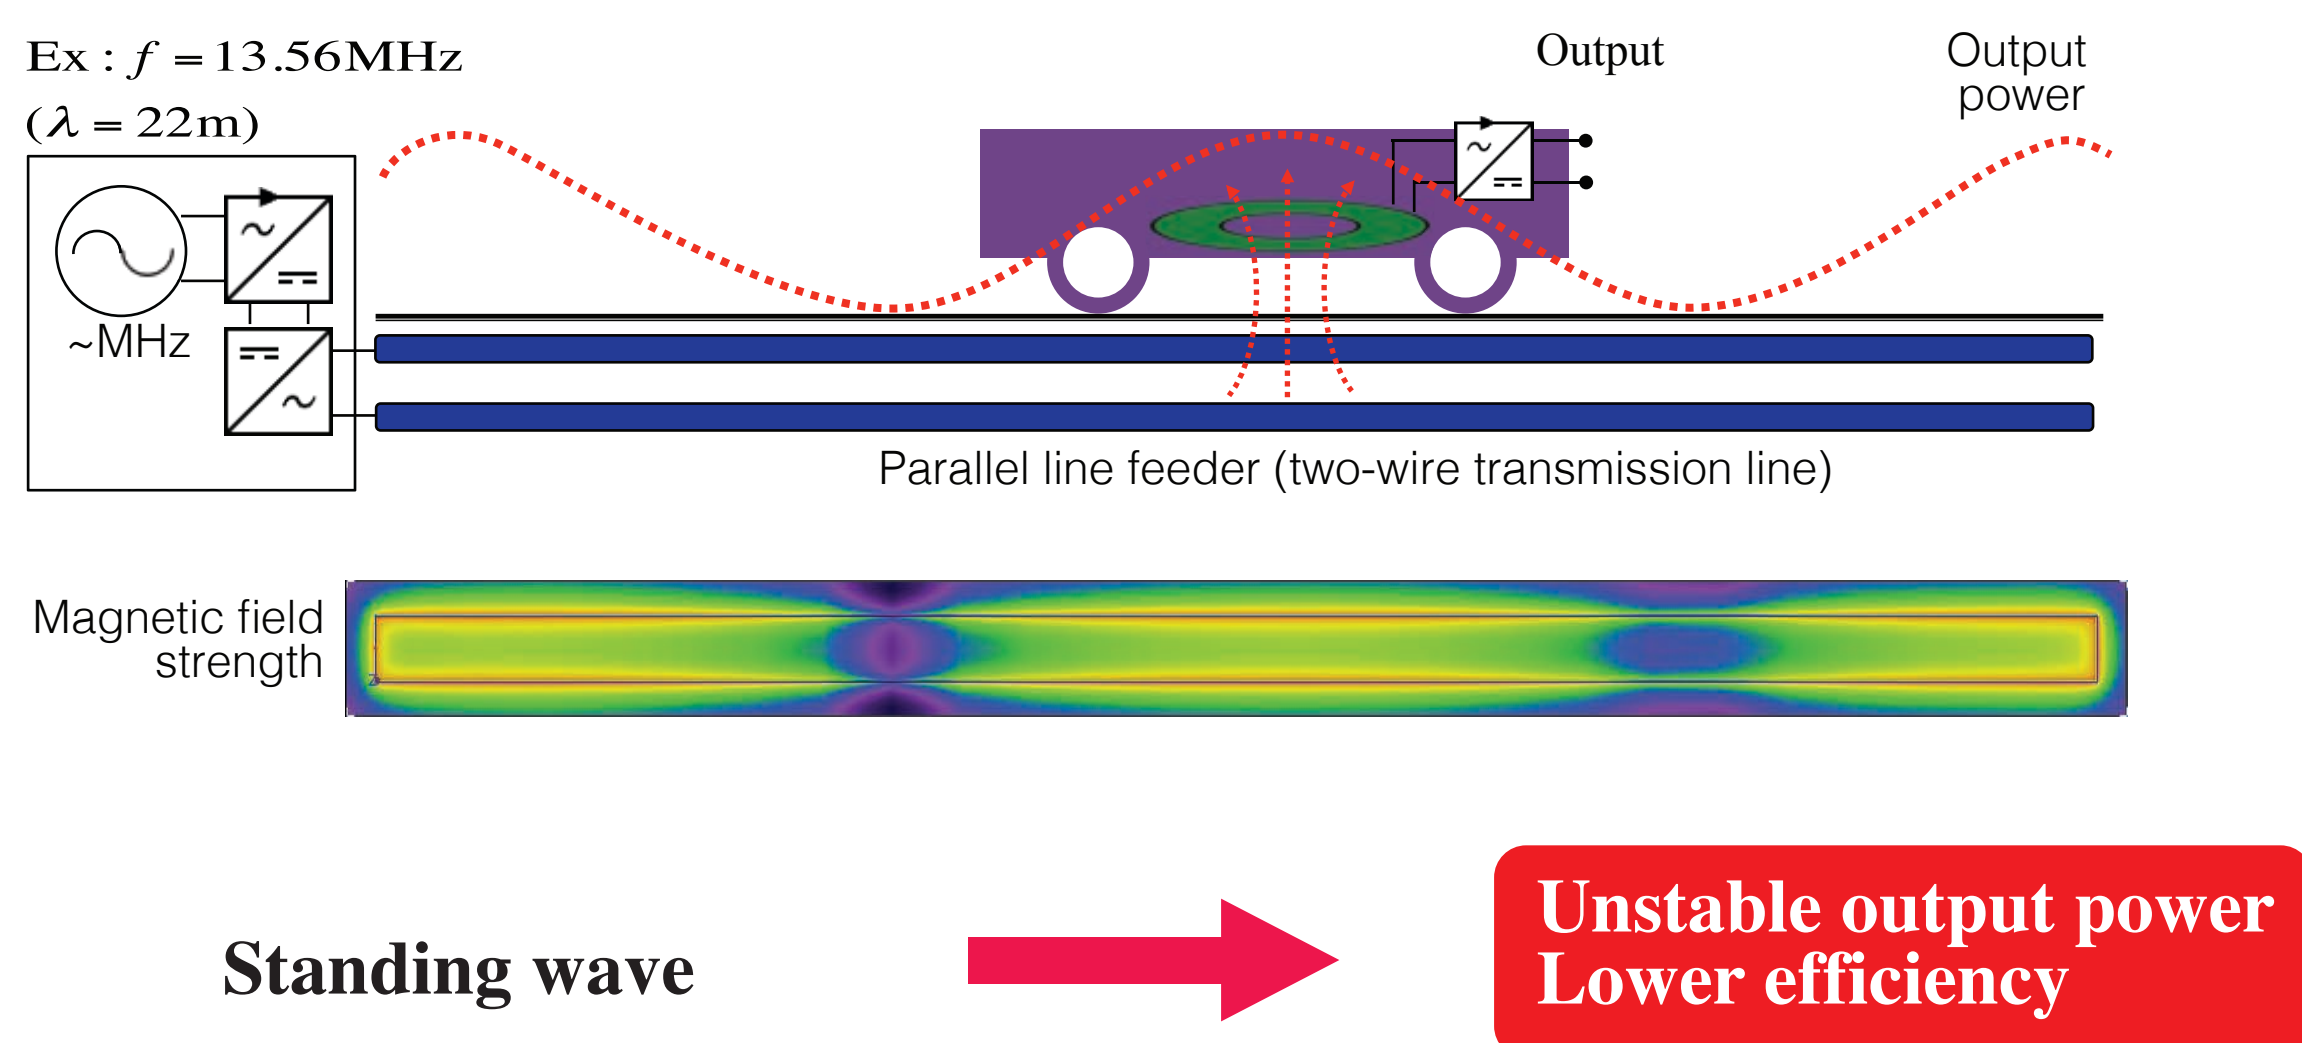 Ex : f = 13.56MHz
(λ = 22m)
Output
Output
power
~MHz
Parallel line feeder (two-wire transmission line)
Magnetic field
strength
z
Standing wave
Unstable output power
Lower efficiency